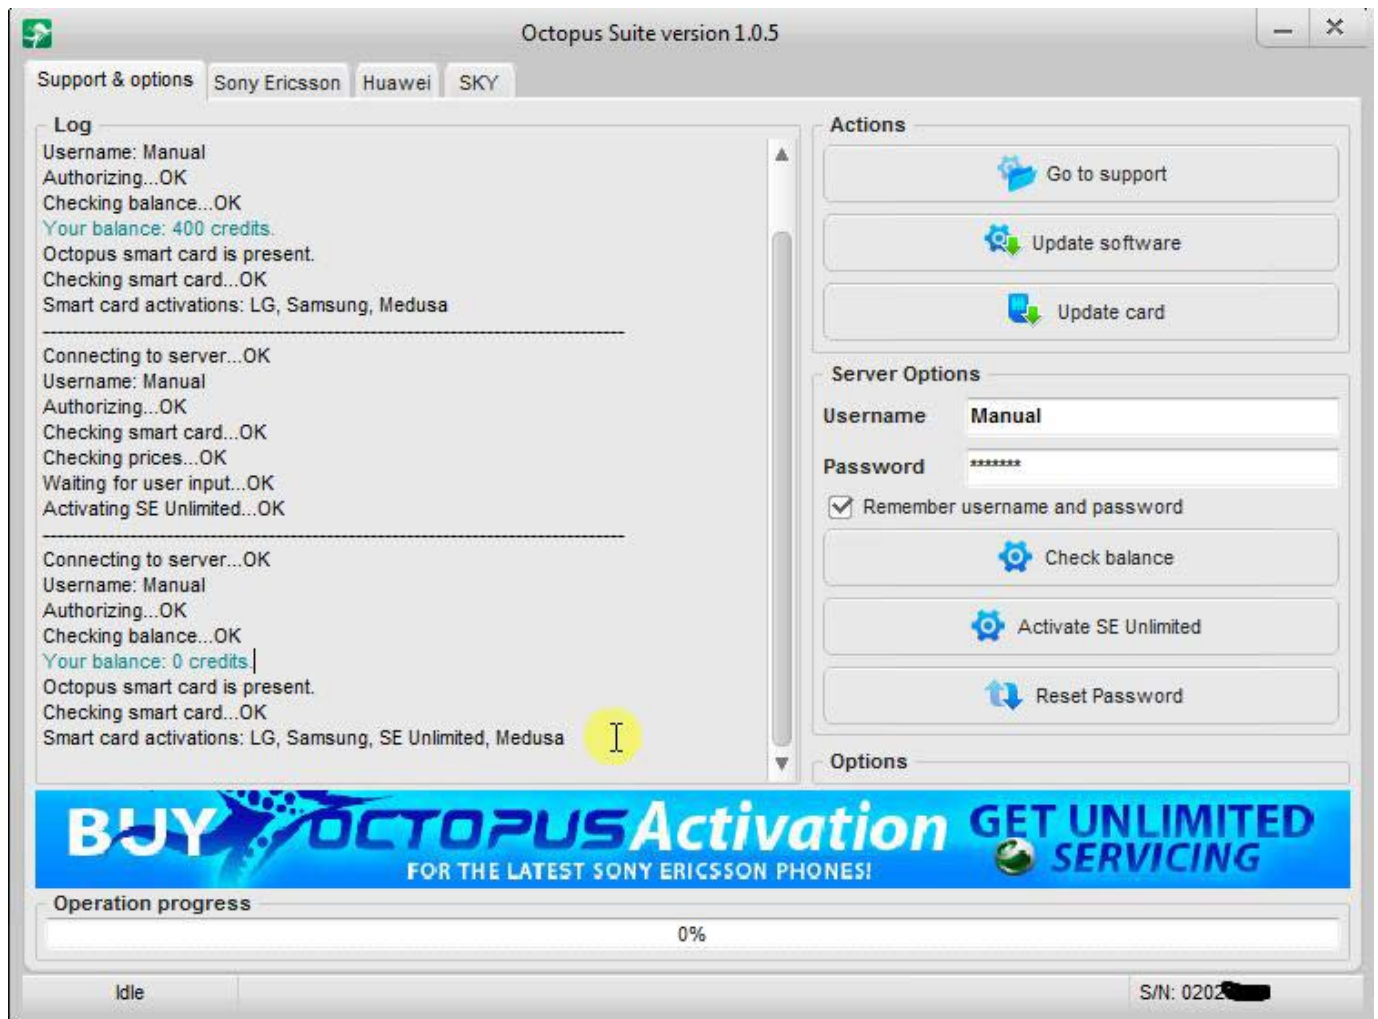 Octopus Suite version 1.0.5
Support & options
Sony Ericsson
Huawei
SKY
Log
Username: Manual
Authorizing...OK
Checking balance...OK
Your balance: 400 credits.
Octopus smart card is present.
Checking smart card...OK
Smart card activations: LG, Samsung, Medusa
Connecting to server...OK
Username: Manual
Authorizing...OK
Checking smart card...OK
Checking prices...OK
Waiting for user input...OK
Activating SE Unlimited...OK
Connecting to server...OK
Username: Manual
Authorizing...OK
Checking balance...OK
Your balance: 0 credits.
Octopus smart card is present.
Checking smart card...OK
Smart card activations: LG, Samsung, SE Unlimited, Medusa
Actions
Go to support
Update software
Update card
Server Options
Username Manual
Password *******
Remember username and password
Check balance
Activate SE Unlimited
Reset Password
Options
BUY OCTOPUS Activation
FOR THE LATEST SONY ERICSSON PHONES!
GET UNLIMITED
SERVICING
Operation progress
0%
Idle
S/N: 0202